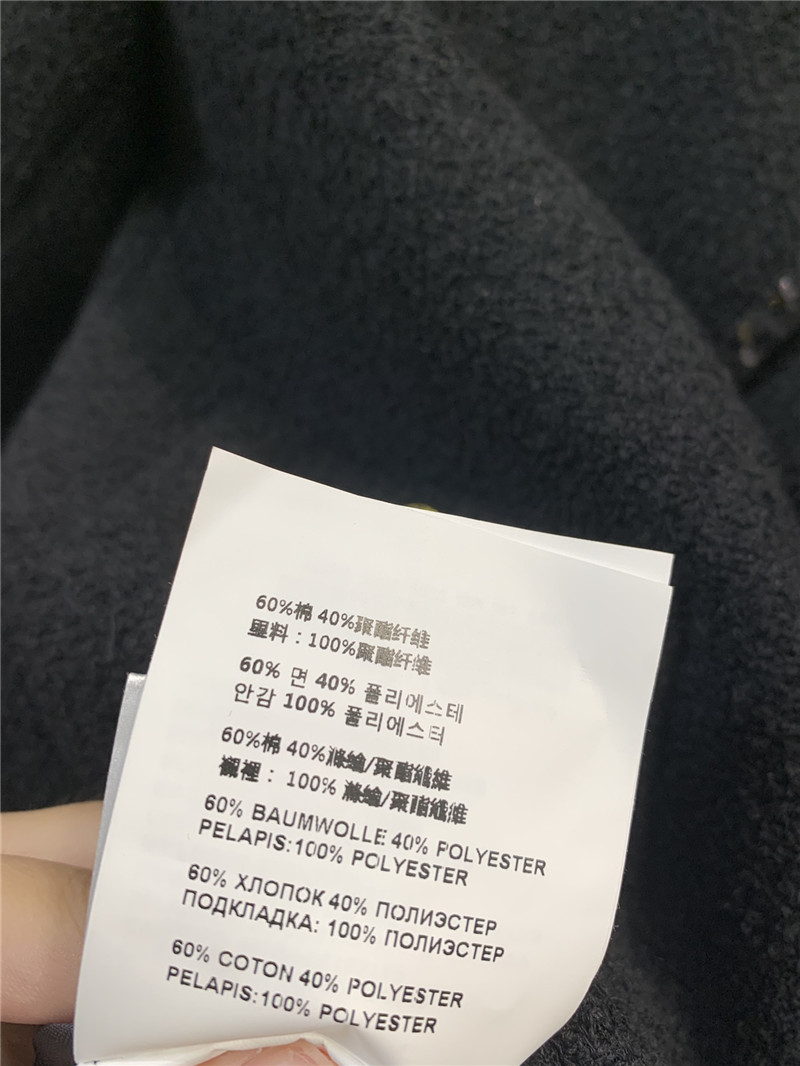 60%棉 40%聚酯纤维
里料：100%聚酯纤维
60% 면 40% 폴리에스테
안감 100% 폴리에스터
60%棉 40%滌綸/聚酯纖維
襯裡： 100% 滌綸/聚酯纖維
60% BAUMWOLLE 40% POLYESTER
PELAPIS:100% POLYESTER
60% ХЛОПОК 40% ПОЛИЭСТЕР
ПОДКЛАДКА: 100% ПОЛИЭСТЕР
60% COTON 40% POLYESTER
PELAPIS:100% POLYESTER